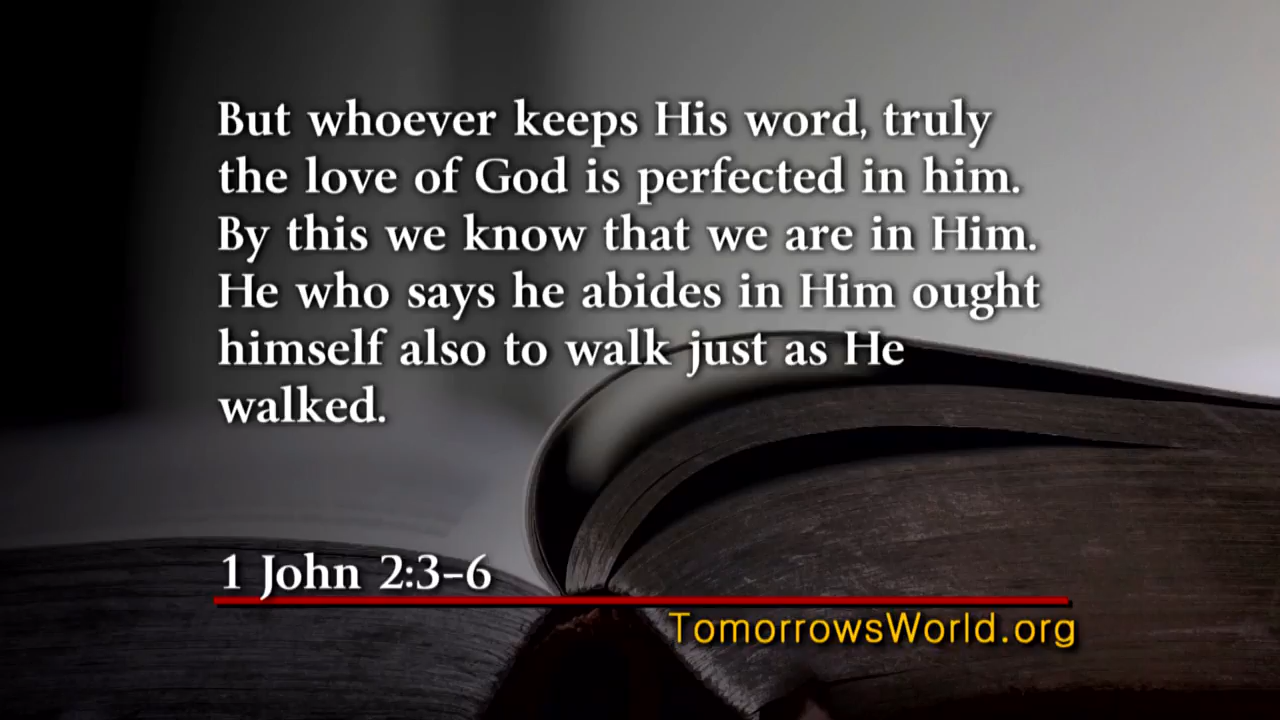 But whoever keeps His word, truly
the love of God is perfected in him.
By this we know that we are in Him.
He who says he abides in Him ought
himself also to walk just as He
walked.
1 John 2:3–6
TomorrowsWorld.org